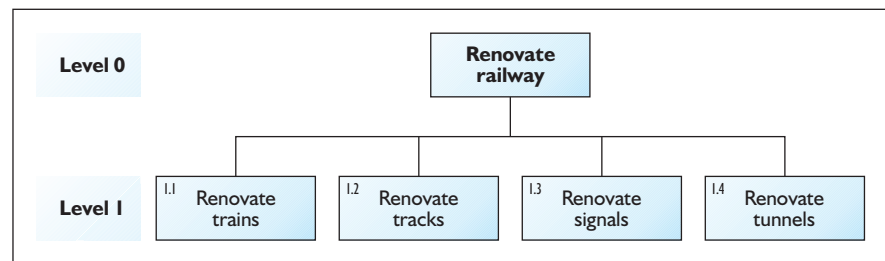 Level 0
Renovate
railway
Level 1
1.1
Renovate
trains
1.2
Renovate
tracks
1.3
Renovate
signals
1.4
Renovate
tunnels